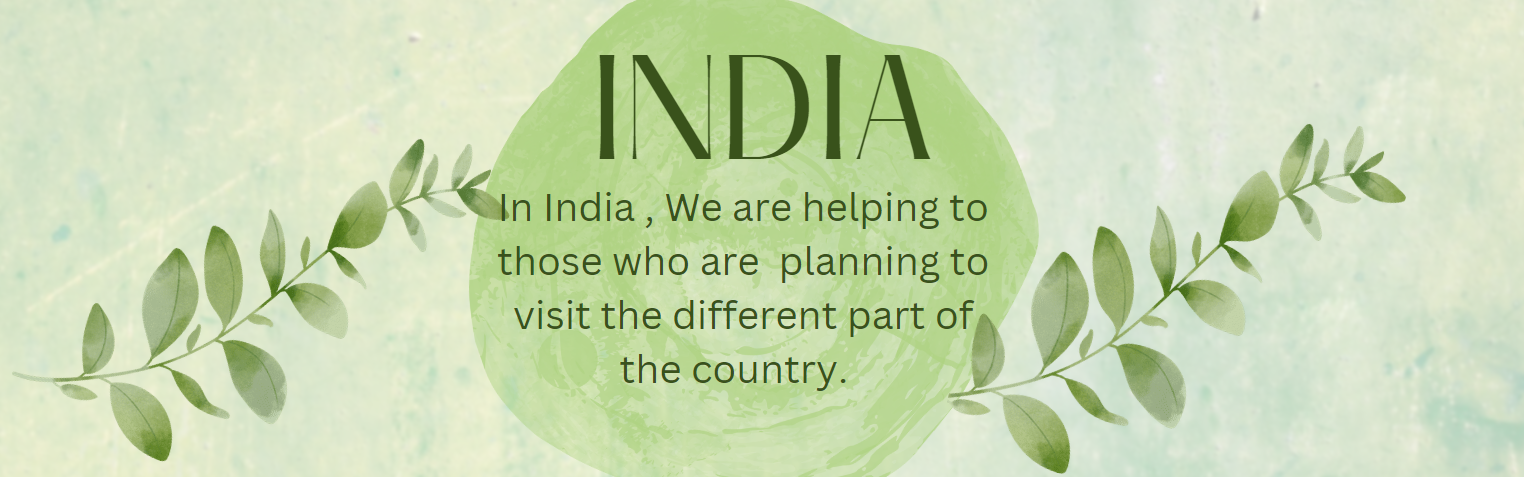 INDIA
In India , We are helping to
those who are  planning to
visit the different part of
the country.